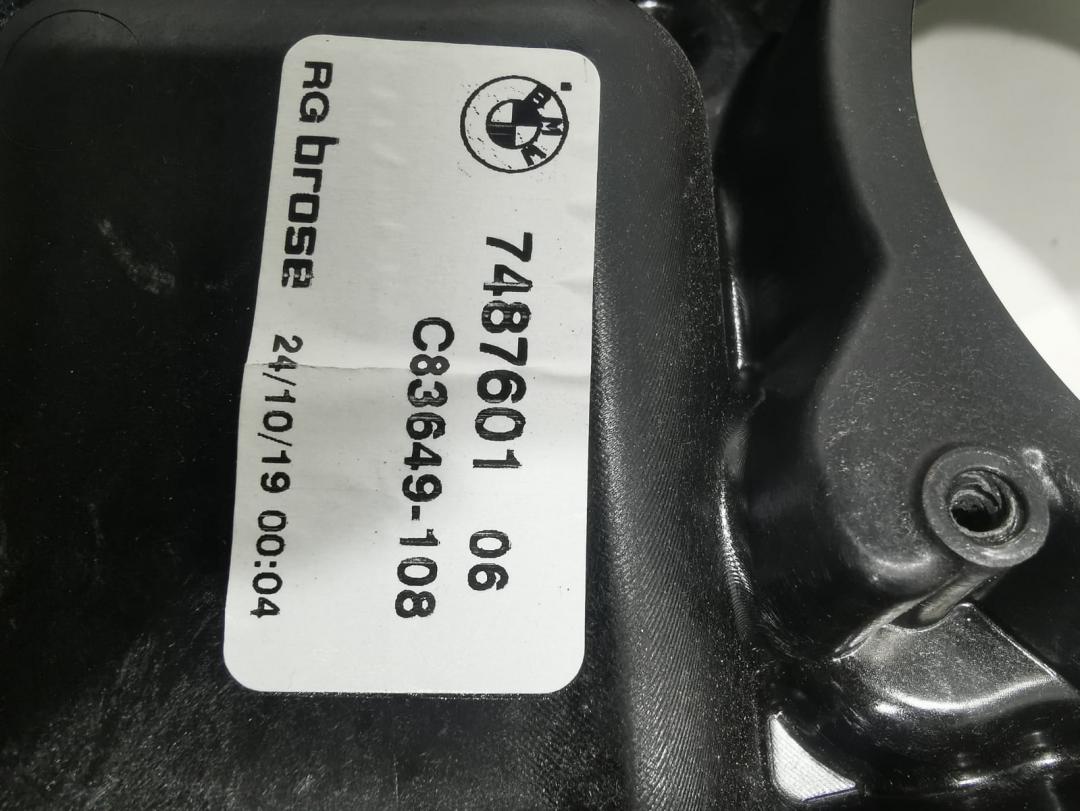 BMW
7487601 06
C83649-108
RG brose 24/10/19 00:04